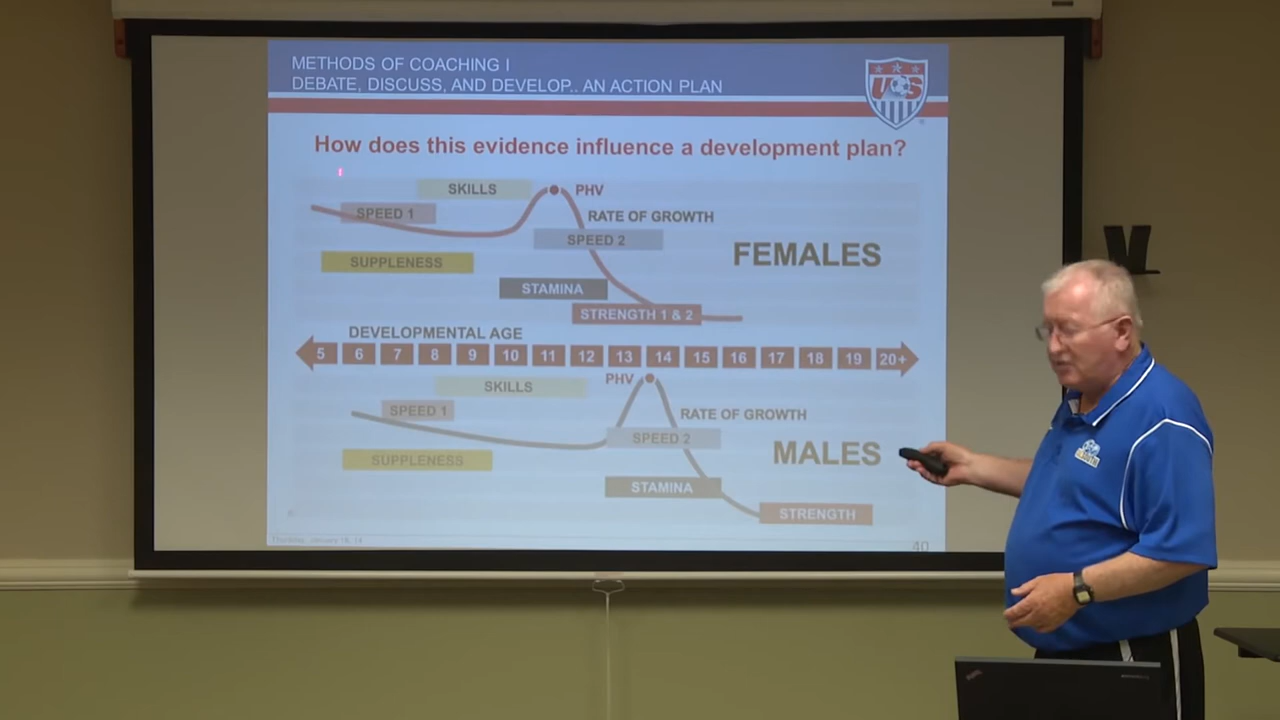 METHODS OF COACHING I
DEBATE, DISCUSS, AND DEVELOP.. AN ACTION PLAN
US
How does this evidence influence a development plan?
SKILLS
PHV
SPEED 1
RATE OF GROWTH
SPEED 2
FEMALES
SUPPLENESS
STAMINA
STRENGTH 1 & 2
DEVELOPMENTAL AGE
5 6 7 8 9 10 11 12 13 14 15 16 17 18 19 20+
SKILLS
PHV
SPEED 1
RATE OF GROWTH
SPEED 2
MALES
SUPPLENESS
STAMINA
STRENGTH
40